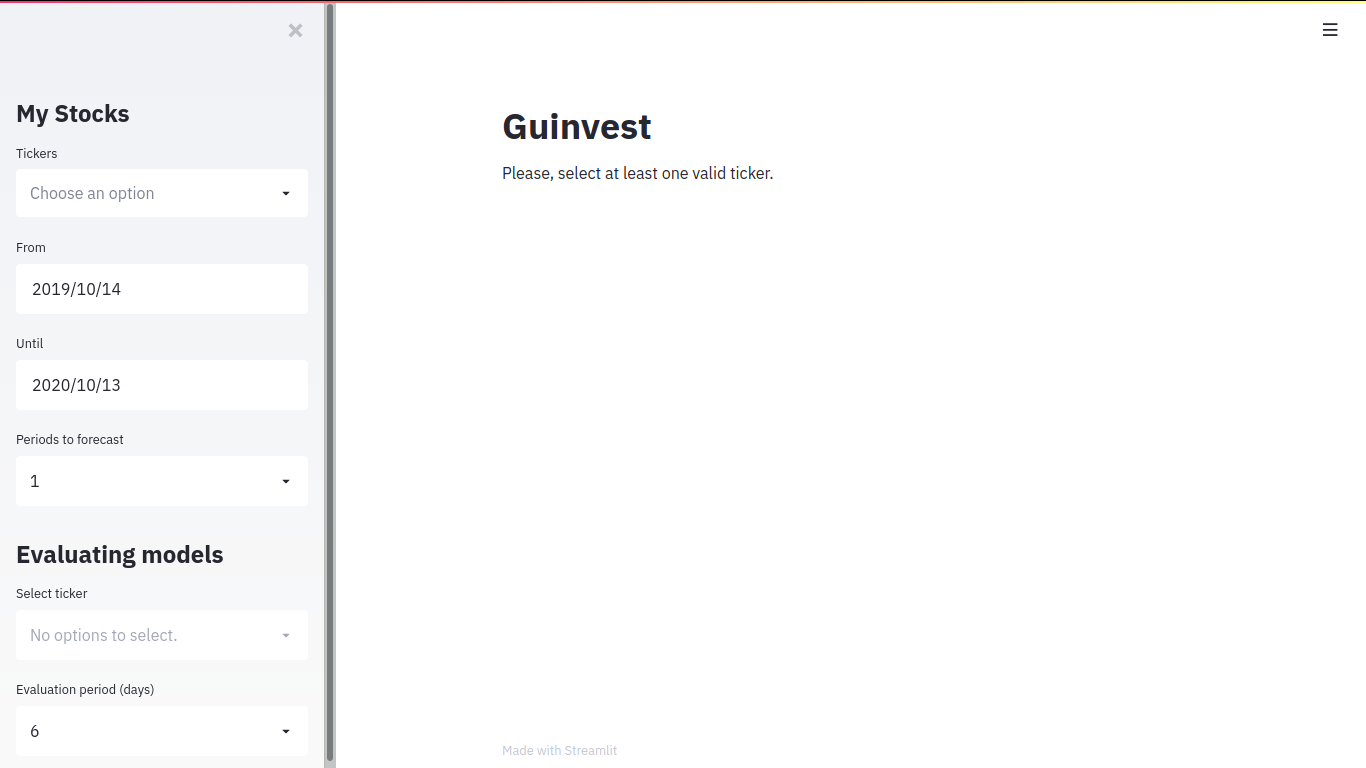 My Stocks
Tickers
Choose an option
From
2019/10/14
Until
2020/10/13
Periods to forecast
1
Evaluating models
Select ticker
No options to select.
Evaluation period (days)
6
Guinvest
Please, select at least one valid ticker.
Made with Streamlit